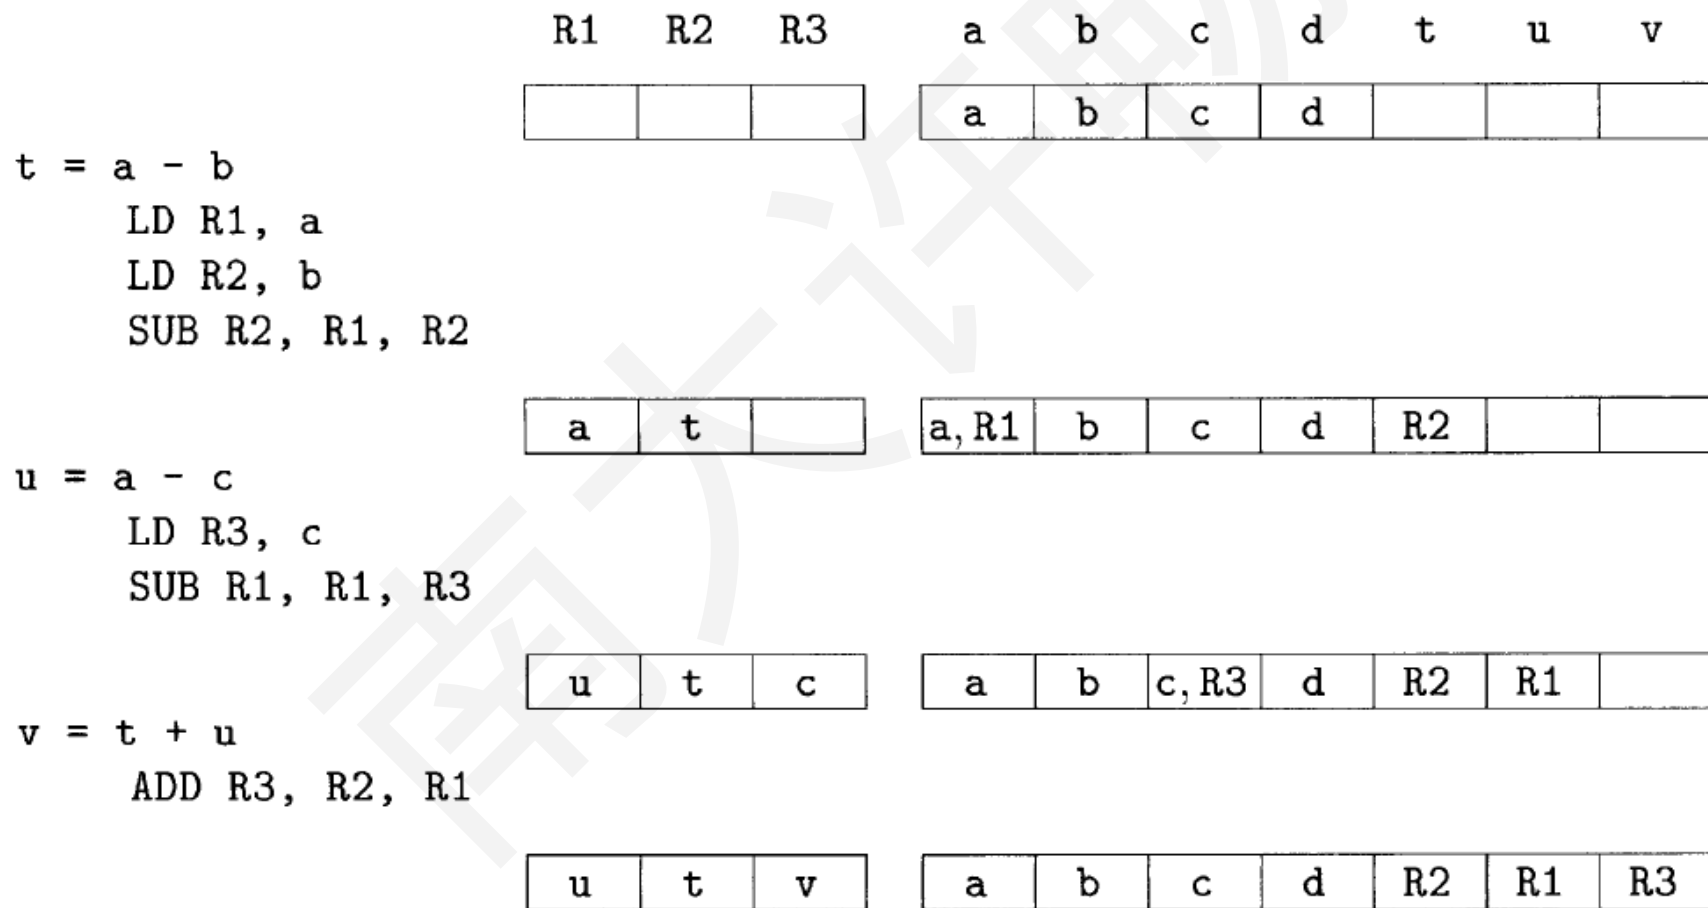 R1 R2 R3 a b c d t u v
a b c d
t = a - b
LD R1, a
LD R2, b
SUB R2, R1, R2
a t a, R1 b c d R2
u = a - c
LD R3, c
SUB R1, R1, R3
u t c a b c, R3 d R2 R1
v = t + u
ADD R3, R2, R1
u t v a b c d R2 R1 R3